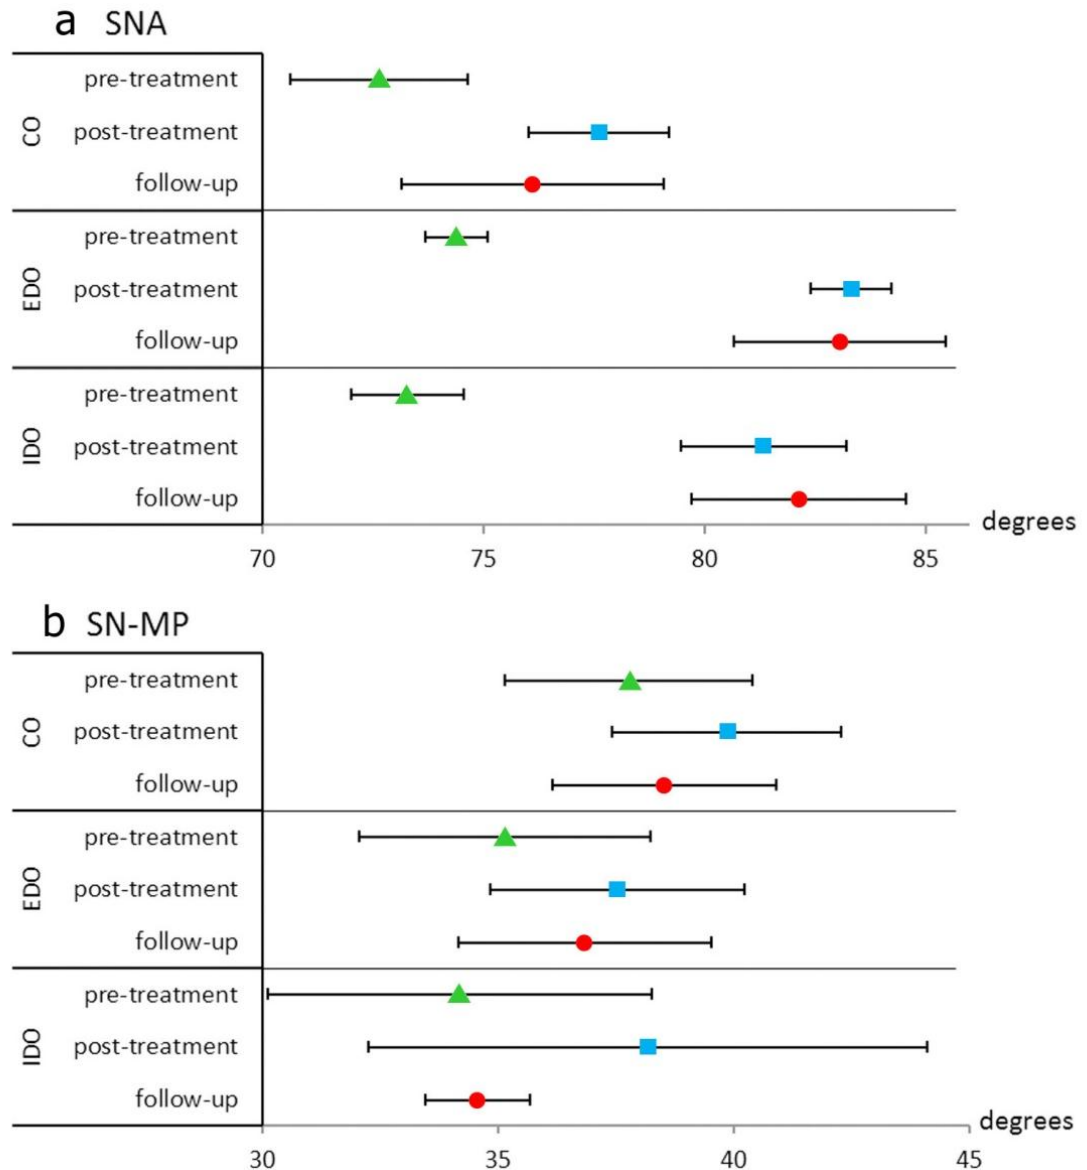 a SNA
CO
pre-treatment
post-treatment
follow-up
EDO
pre-treatment
post-treatment
follow-up
IDO
pre-treatment
post-treatment
follow-up
degrees
70 75 80 85
b SN-MP
CO
pre-treatment
post-treatment
follow-up
EDO
pre-treatment
post-treatment
follow-up
IDO
pre-treatment
post-treatment
follow-up
degrees
30 35 40 45